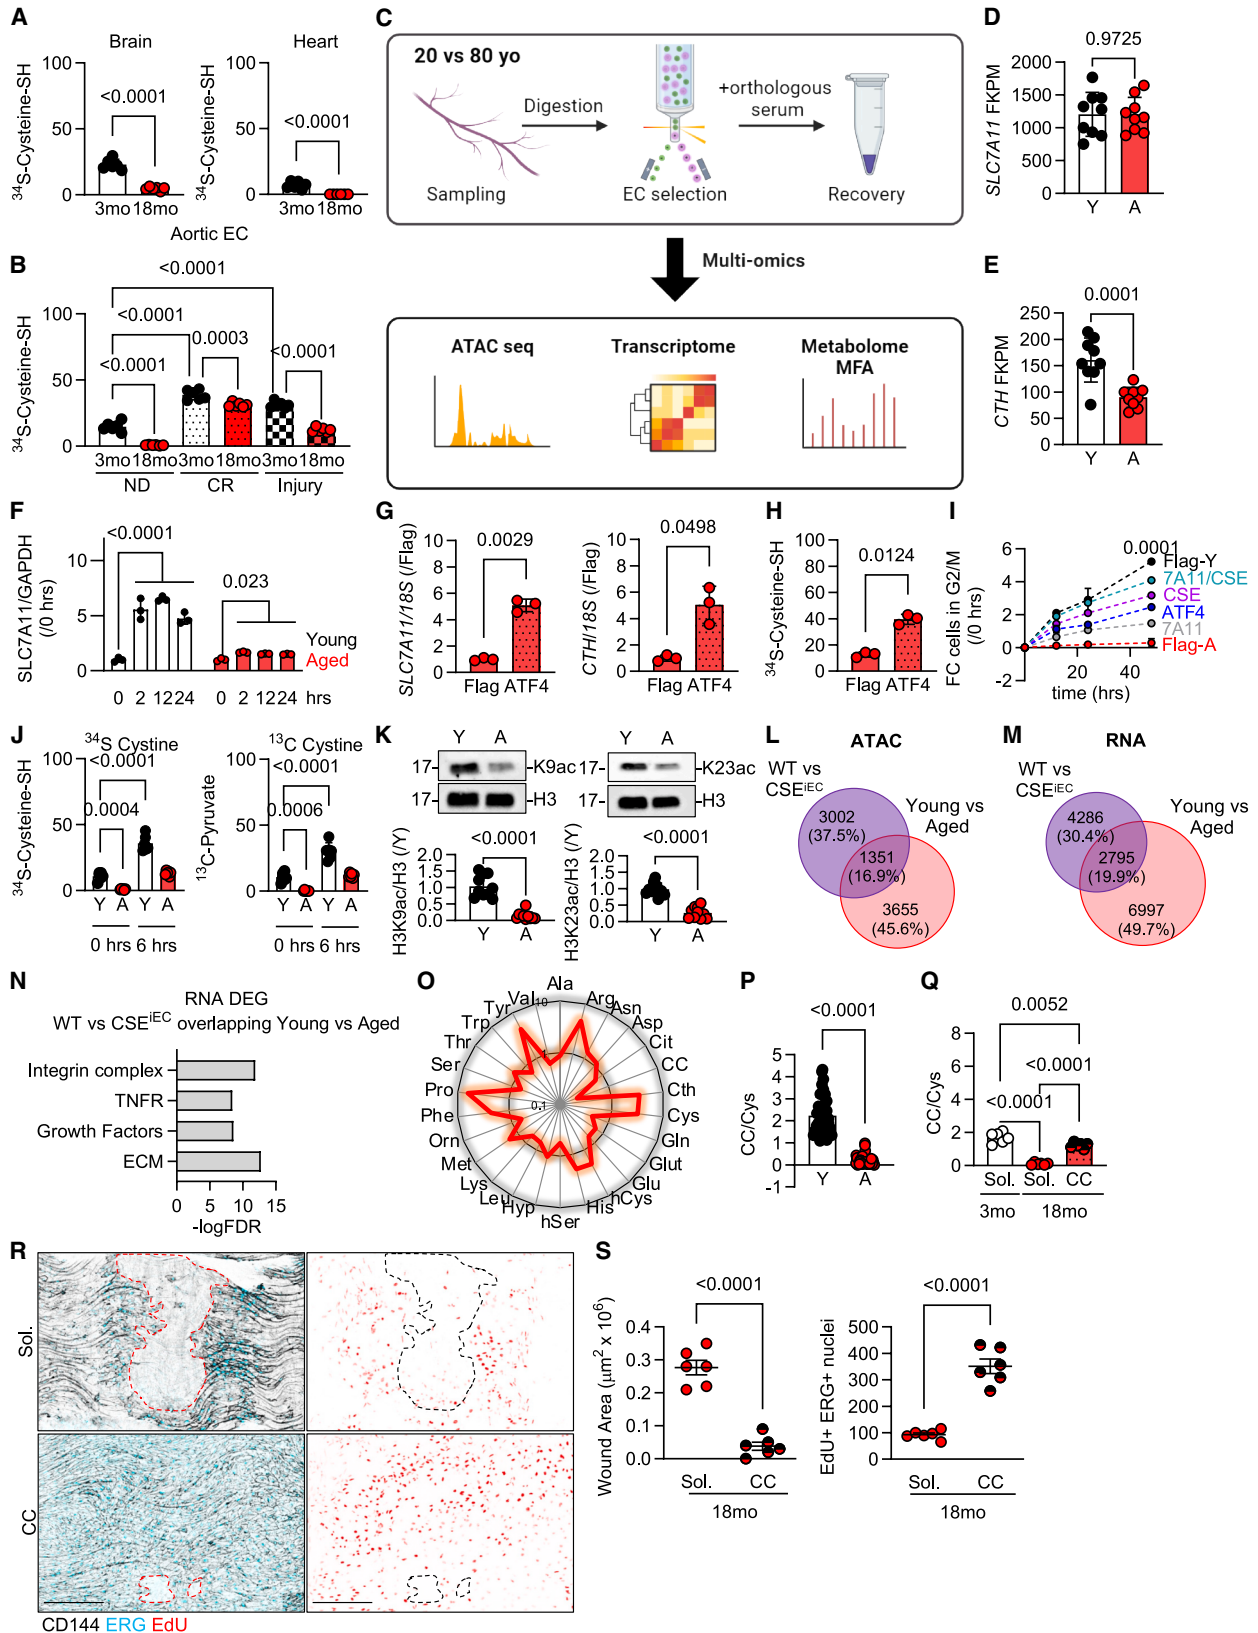 A
Brain
Heart
34S-Cysteine-SH
100
50
0
<0.0001
3mo 18mo
34S-Cysteine-SH
100
50
0
<0.0001
3mo 18mo
C
20 vs 80 yo
Digestion
+orthologous
serum
Sampling
EC selection
Recovery
Multi-omics
ATAC seq
Transcriptome
Metabolome
MFA
D
0.9725
SLC7A11 FKPM
2000
1500
1000
500
0
Y A
B
Aortic EC
<0.0001
<0.0001
<0.0001
0.0003
<0.0001
34S-Cysteine-SH
100
50
0
3mo 18mo 3mo 18mo 3mo 18mo
ND CR Injury
E
0.0001
CTH FKPM
250
200
150
100
50
0
Y A
F
SLC7A11/GAPDH
(/0 hrs)
10
5
0
<0.0001
0.023
Young
Aged
0 2 1224 0 2 1224 hrs
G
SLC7A11/18S (/Flag)
10
8
6
4
2
0
0.0029
Flag ATF4
CTH/18S (/Flag)
10
8
6
4
2
0
0.0498
Flag ATF4
H
34S-Cysteine-SH
100
80
60
40
20
0
0.0124
Flag ATF4
I
FC cells in G2/M
(/0 hrs)
6
4
2
0
-2
0.0001
Flag-Y
7A11/CSE
CSE
ATF4
7A11
Flag-A
20 40
time (hrs)
J
34S Cystine
34S-Cysteine-SH
100
50
0
<0.0001
0.0004
Y A Y A
0 hrs 6 hrs
13C Cystine
13C-Pyruvate
100
50
0
<0.0001
0.0006
Y A Y A
0 hrs 6 hrs
K
Y A
17- -K9ac
17- -H3
Y A
17- -K23ac
17- -H3
H3K9ac/H3 (/Y)
2.0
1.5
1.0
0.5
0.0
<0.0001
Y A
H3K23ac/H3 (/Y)
2.0
1.5
1.0
0.5
0.0
<0.0001
Y A
L
ATAC
WT vs
CSEiEC
Young vs
Aged
3002
(37.5%)
1351
(16.9%)
3655
(45.6%)
M
RNA
WT vs
CSEiEC
Young vs
Aged
4286
(30.4%)
2795
(19.9%)
6997
(49.7%)
N
RNA DEG
WT vs CSEiEC overlapping Young vs Aged
Integrin complex
TNFR
Growth Factors
ECM
0 5 10 15
-logFDR
O
Ala
Arg
Asn
Asp
Cit
CC
Cth
Cys
Gln
Glut
Glu
hCys
His
hSer
Hyp
Leu
Lys
Met
Orn
Phe
Pro
Ser
Thr
Trp
Tyr
Val
10
1
0.1
P
<0.0001
CC/Cys
5
4
3
2
1
0
-1
Y A
Q
0.0052
<0.0001
<0.0001
CC/Cys
8
6
4
2
0
Sol. Sol. CC
3mo 18mo
R
Sol.
CC
CD144 ERG EdU
S
Wound Area (μm2 x 106)
0.4
0.3
0.2
0.1
0.0
<0.0001
Sol. CC
18mo
EdU+ ERG+ nuclei
500
400
300
200
100
0
<0.0001
Sol. CC
18mo